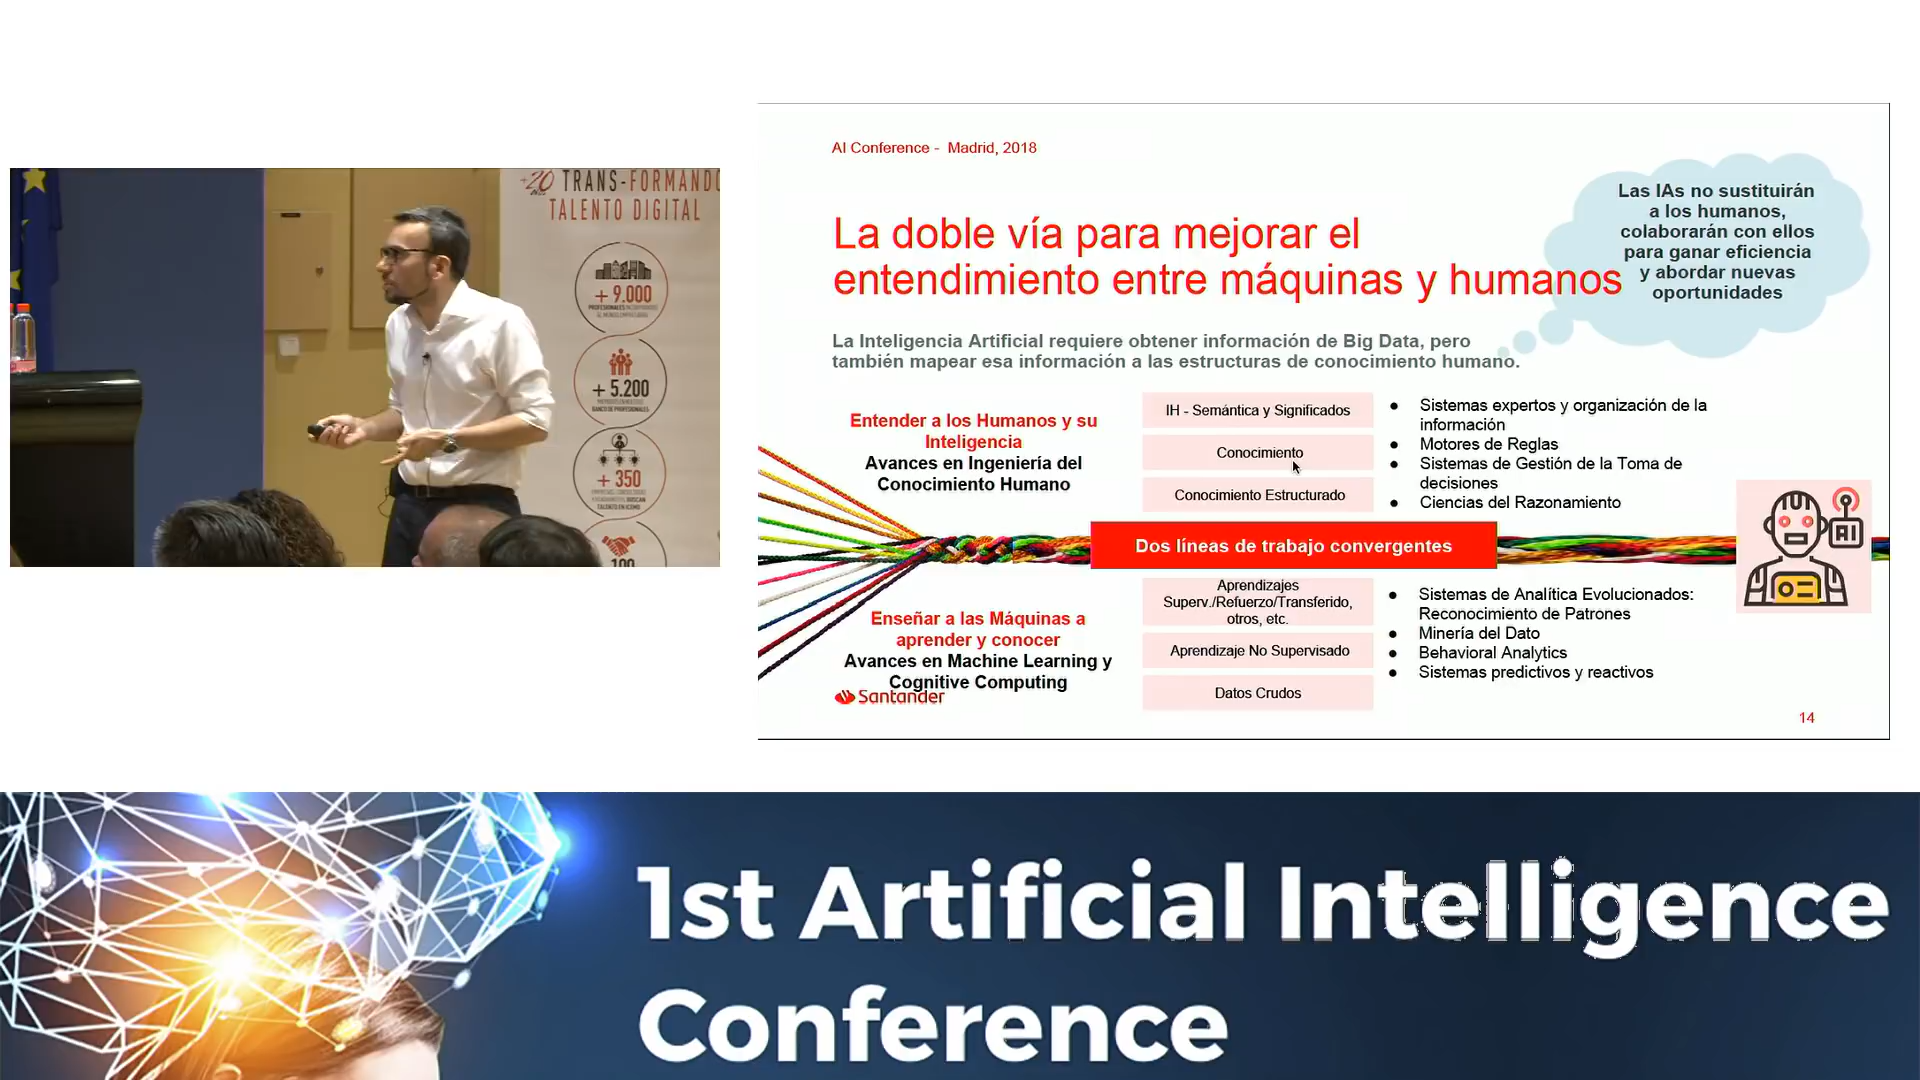 +20
TRANS-FORMANDO
TALENTO DIGITAL
+ 9.000
+ 5.200
BANCO DE PROFESIONALES
+ 350
100
AI Conference - Madrid, 2018
La doble vía para mejorar el
entendimiento entre máquinas y humanos
Las IAs no sustituirán
a los humanos,
colaborarán con ellos
para ganar eficiencia
y abordar nuevas
oportunidades
La Inteligencia Artificial requiere obtener información de Big Data, pero
también mapear esa información a las estructuras de conocimiento humano.
Entender a los Humanos y su
Inteligencia
Avances en Ingeniería del
Conocimiento Humano
IH - Semántica y Significados
Conocimiento
Conocimiento Estructurado
● Sistemas expertos y organización de la
información
● Motores de Reglas
● Sistemas de Gestión de la Toma de
decisiones
● Ciencias del Razonamiento
Dos líneas de trabajo convergentes
AI
Enseñar a las Máquinas a
aprender y conocer
Avances en Machine Learning y
Cognitive Computing
Aprendizajes
Superv./Refuerzo/Transferido,
otros, etc.
Aprendizaje No Supervisado
Datos Crudos
● Sistemas de Analítica Evolucionados:
Reconocimiento de Patrones
● Minería del Dato
● Behavioral Analytics
● Sistemas predictivos y reactivos
Santander
14
1st Artificial Intelligence
Conference